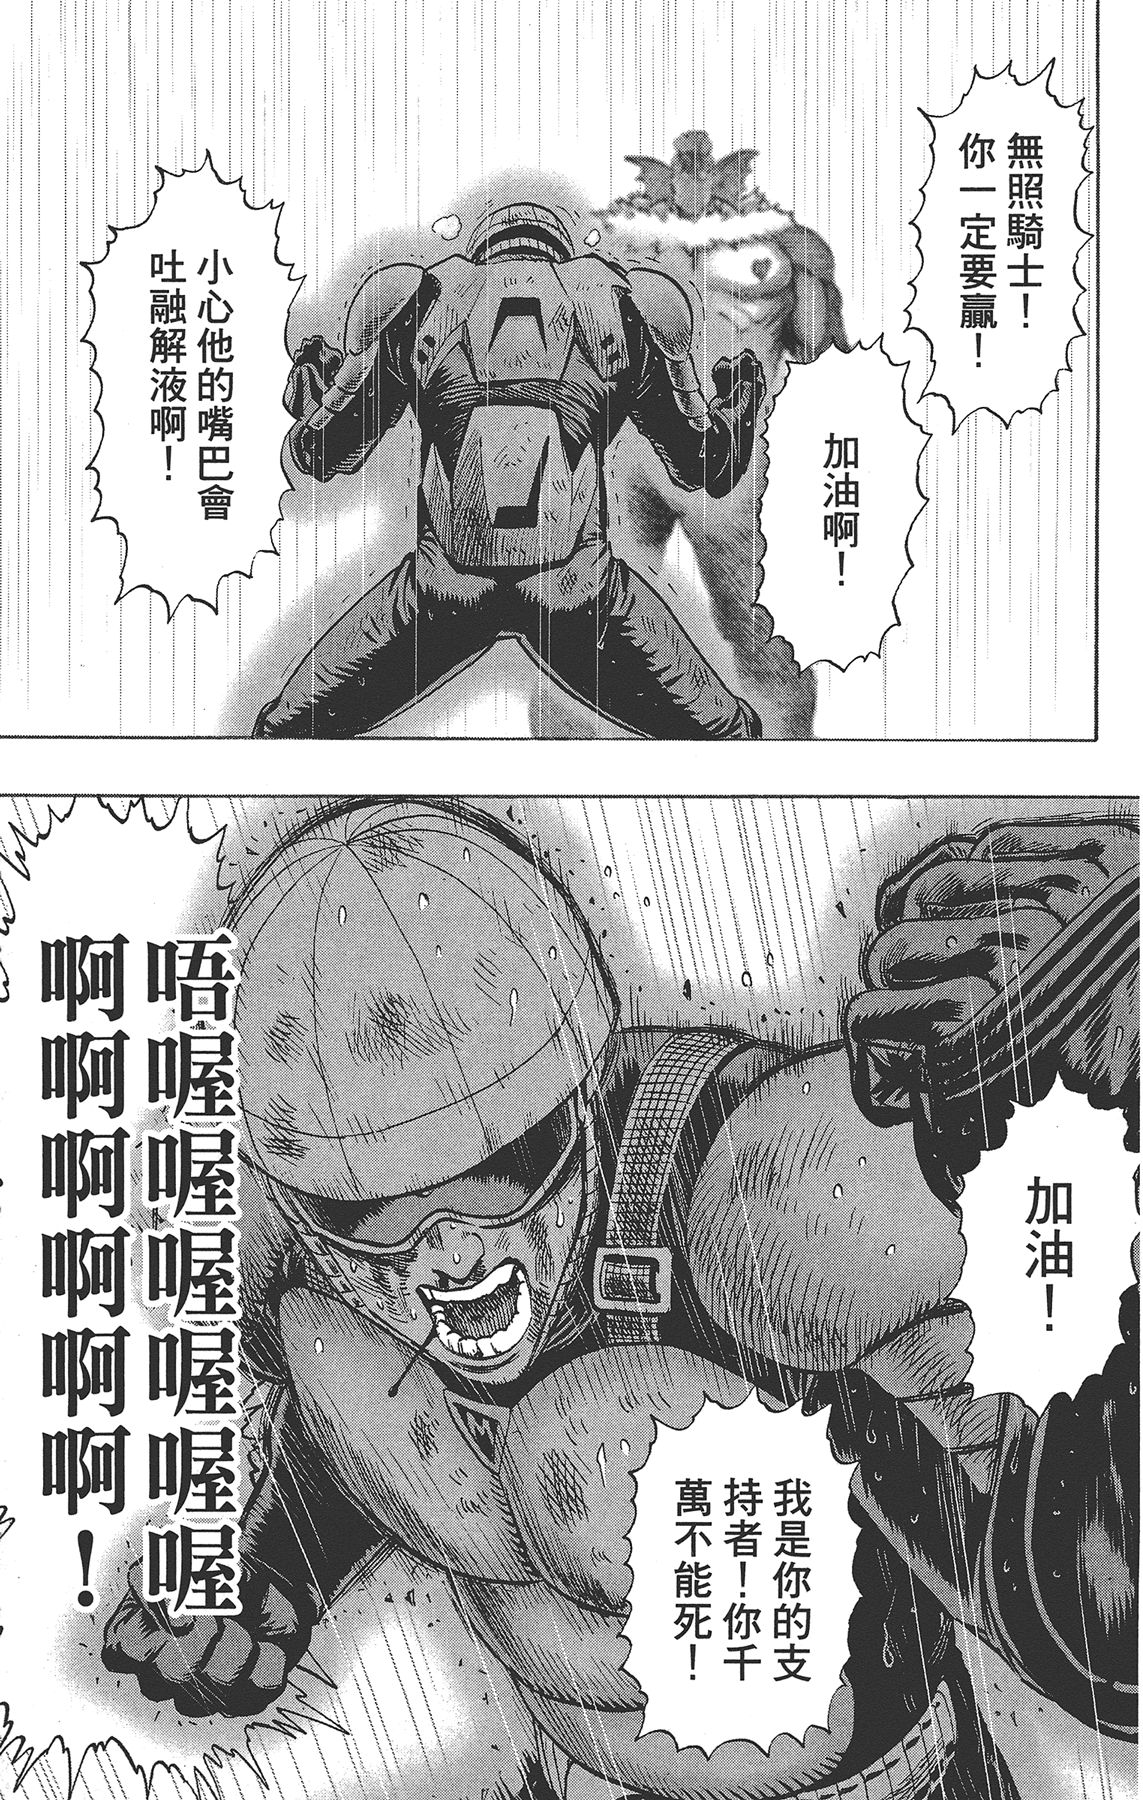 無照騎士！
你一定要贏！
加油啊！
小心他的嘴巴會
吐融解液啊！
加油！
我是你的支
持者！你千
萬不能死！
唔喔喔喔喔喔喔
啊啊啊啊啊啊！